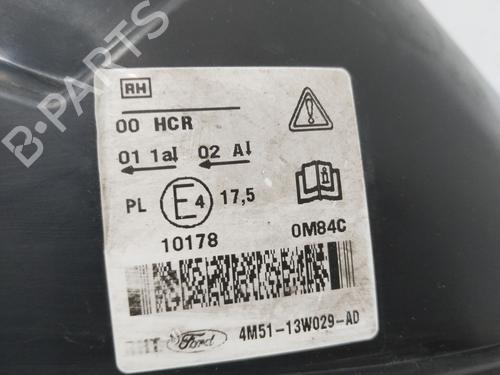 RH
00 HCR
01 1a↓ 02 A↓
PL E4 17,5
10178 0M84C
Ford 4M51-13W029-AD
B-PARTS